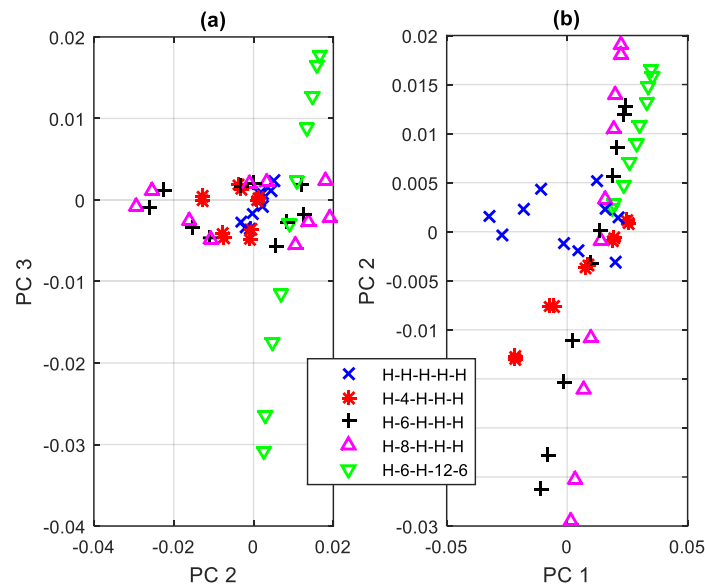 (a)
(b)
0.02
0.01
0
-0.01
-0.02
-0.03
-0.04
PC 3
-0.04
-0.02
0
0.02
PC 2
0.02
0.015
0.01
0.005
0
-0.005
-0.01
-0.03
PC 2
-0.05
0
0.05
PC 1
H-H-H-H-H
H-4-H-H-H
H-6-H-H-H
H-8-H-H-H
H-6-H-12-6